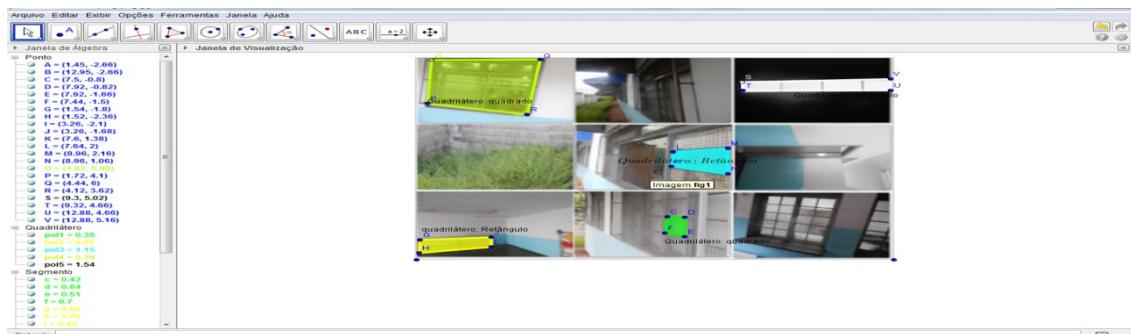 Arquivo Editar Exibir Opções Ferramentas Janela Ajuda
A
ABC
a=2
Janela de Álgebra
Janela de Visualização
Ponto
A = (1.45, -2.66)
B = (12.95, -2.66)
C = (7.5, -0.8)
D = (7.92, -0.82)
E = (7.92, -1.66)
F = (7.44, -1.5)
G = (1.54, -1.8)
H = (1.52, -2.36)
I = (3.26, -2.1)
J = (3.26, -1.68)
K = (7.6, 1.38)
L = (7.64, 2)
M = (8.96, 2.16)
N = (8.96, 1.06)
P = (1.72, 4.1)
Q = (4.44, 6)
R = (4.12, 3.62)
S = (9.3, 5.02)
T = (9.32, 4.66)
U = (12.88, 4.66)
V = (12.88, 5.16)
Quadrilátero
pol1 = 0.35
pol3 = 1.15
pol5 = 1.54
Segmento
c = 0.42
d = 0.84
e = 0.51
f = 0.7
Quadrilátero: quadrado
R
S
V
T
U
L
M
Quadrilátero: Retângulo
Imagem fig1
quadrilátero: Retângulo
H
C
D
F
E
Quadrilátero: quadrado